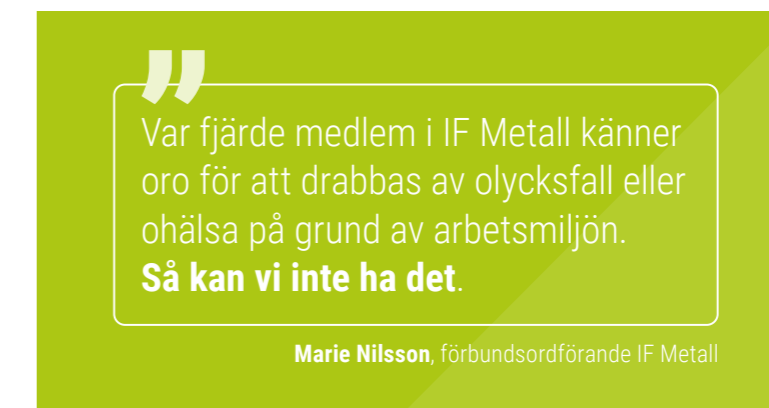 ”
Var fjärde medlem i IF Metall känner
oro för att drabbas av olycksfall eller
ohälsa på grund av arbetsmiljön.
Så kan vi inte ha det.
Marie Nilsson, förbundsordförande IF Metall